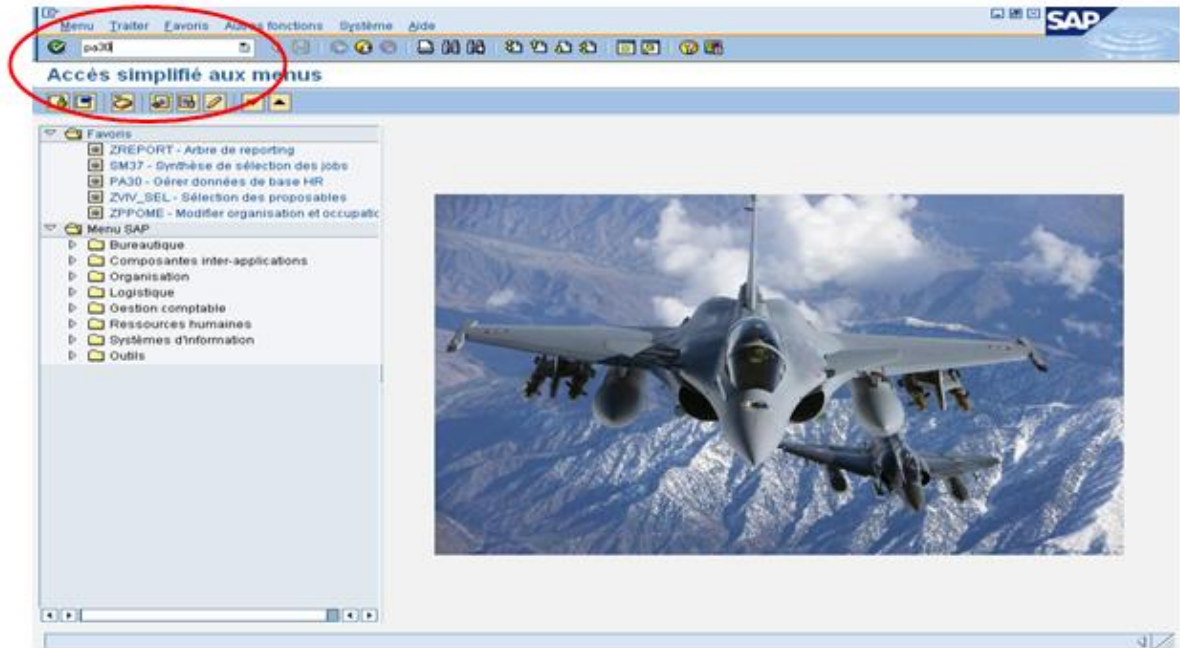 Menu Traiter Favoris Autres fonctions Système Aide
SAP
pa30
Accès simplifié aux menus
Favoris
ZREPORT - Arbre de reporting
SM37 - Synthèse de sélection des jobs
PA30 - Gérer données de base HR
ZVIV_SEL - Sélection des proposables
ZPPOME - Modifier organisation et occupatic
Menu SAP
Bureautique
Composantes inter-applications
Organisation
Logistique
Gestion comptable
Ressources humaines
Systèmes d'information
Outils